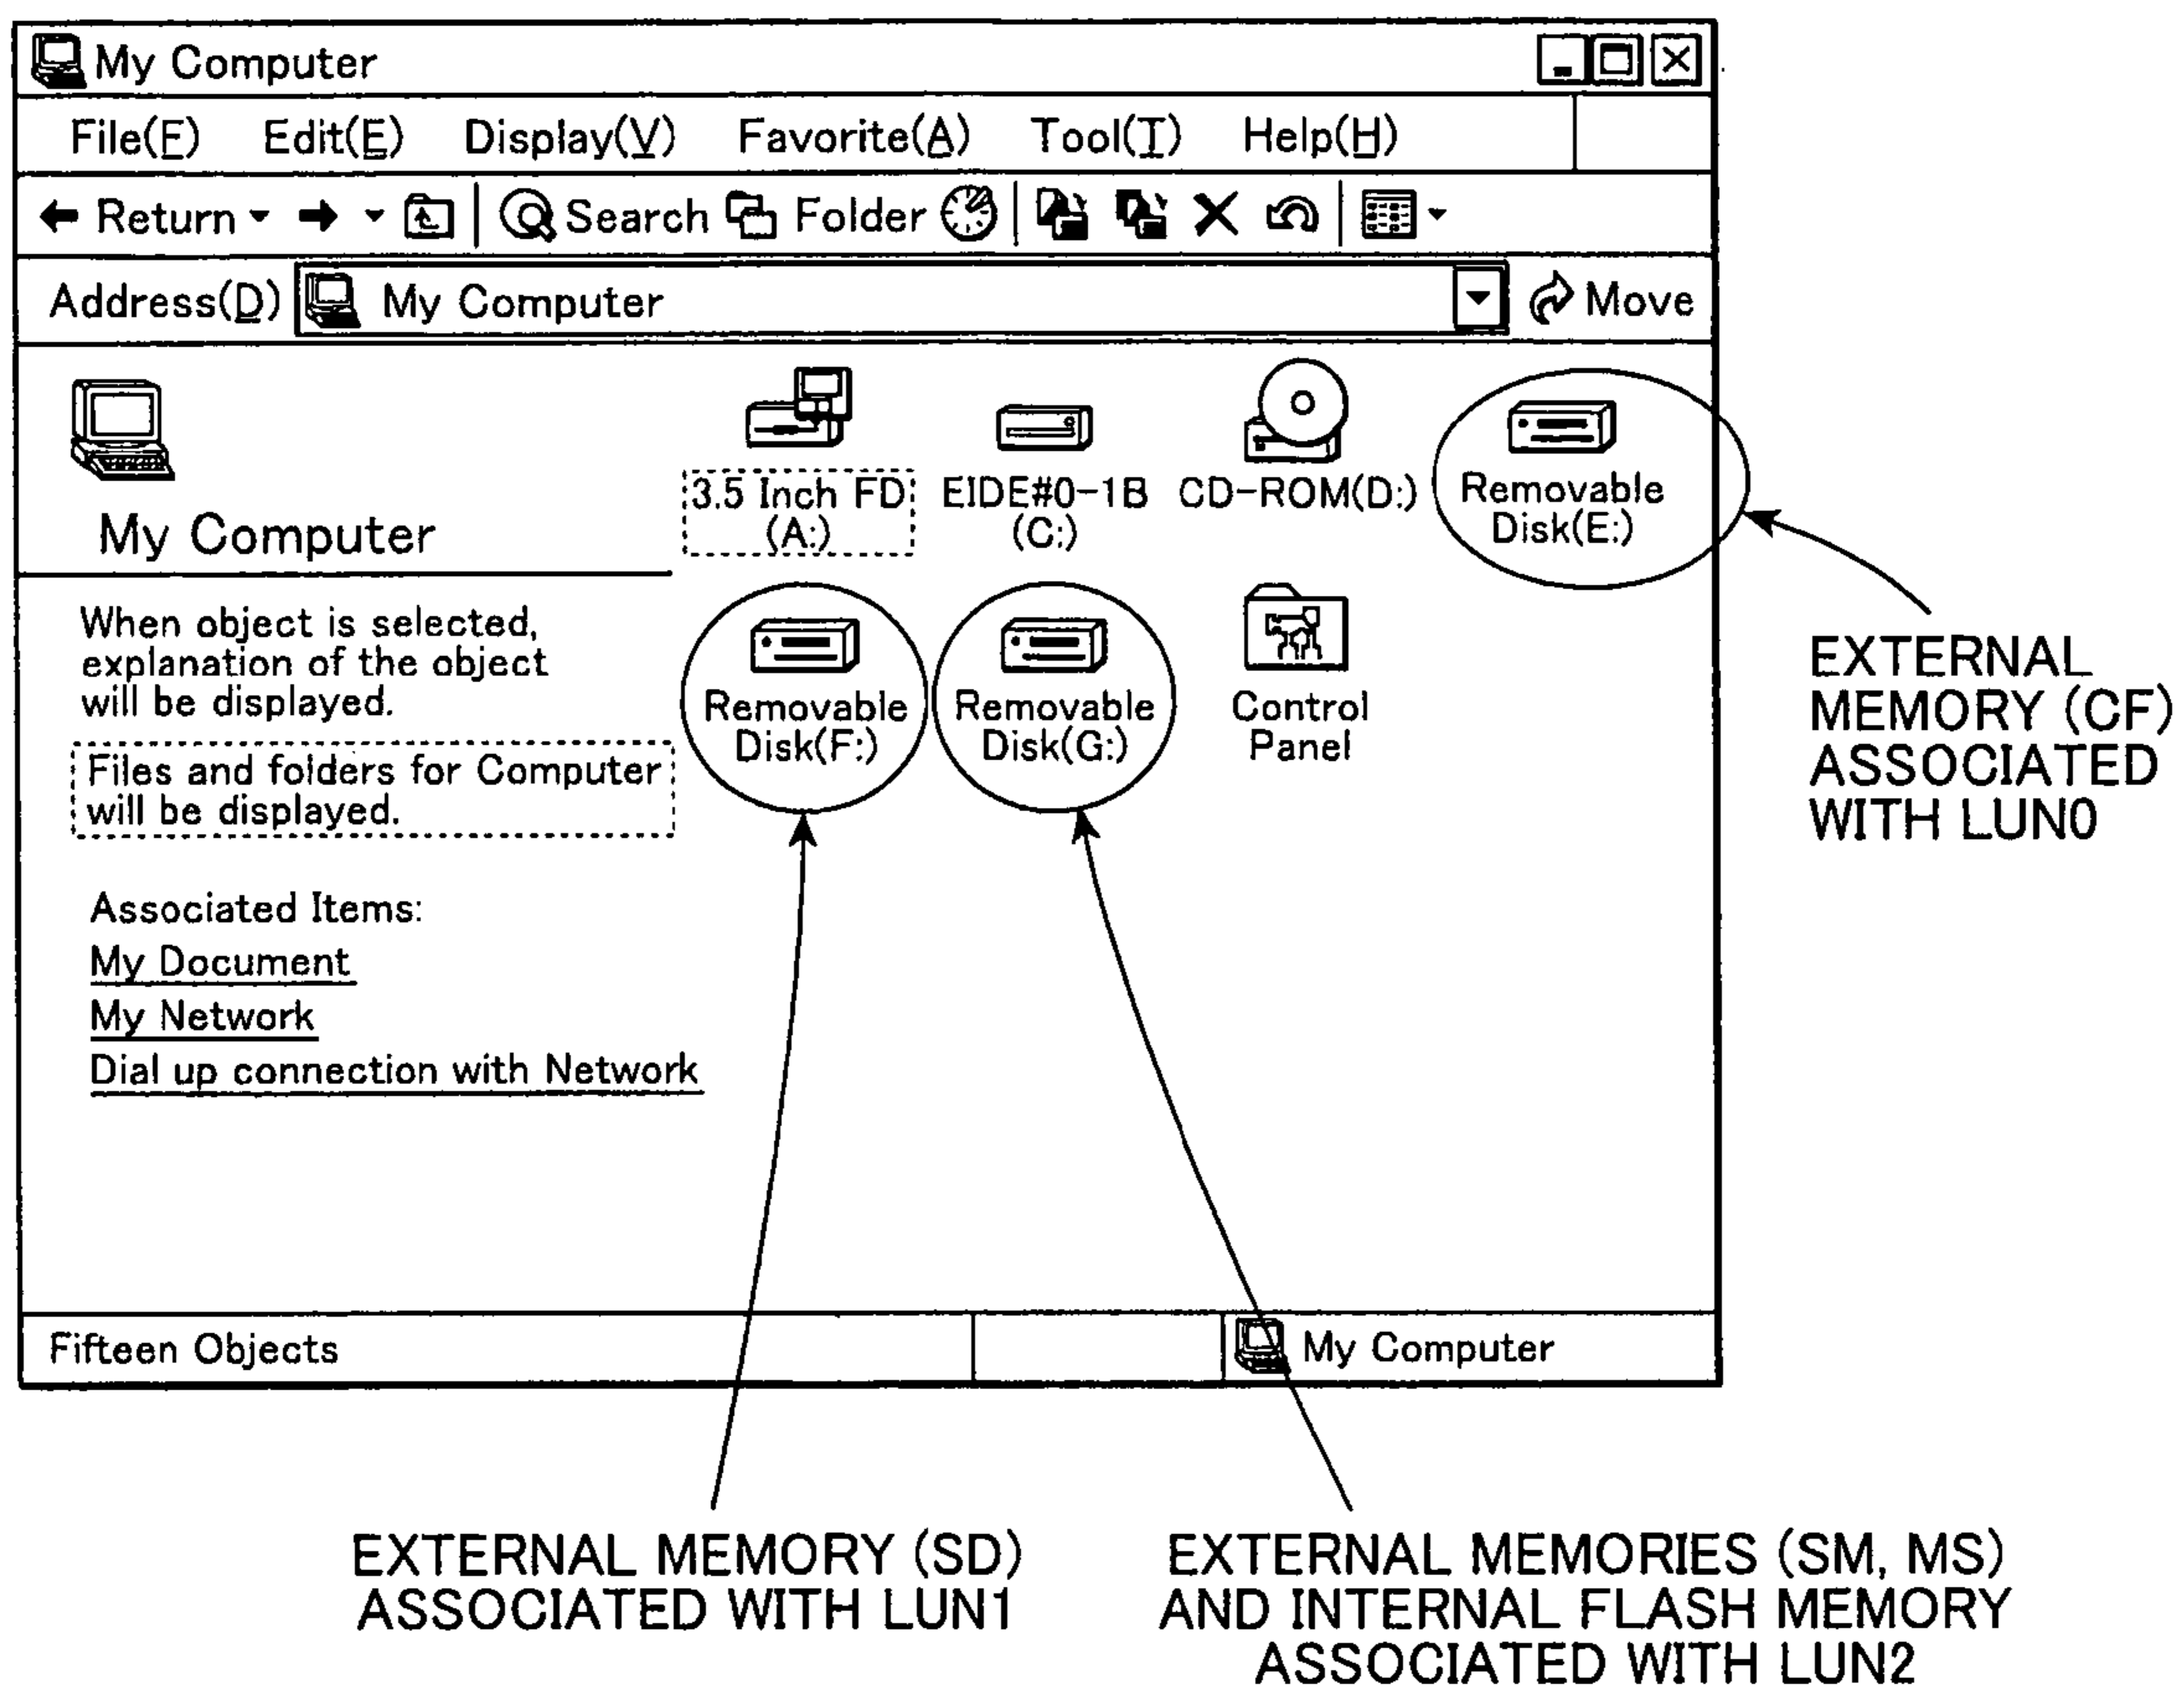 My Computer
File(F) Edit(E) Display(V) Favorite(A) Tool(T) Help(H)
Return Search Folder
Address(D) My Computer Move
My Computer
3.5 Inch FD
(A:)
EIDE#0-1B
(C:)
CD-ROM(D:)
Removable
Disk(E:)
When object is selected,
explanation of the object
will be displayed.
Files and folders for Computer
will be displayed.
Removable
Disk(F:)
Removable
Disk(G:)
Control
Panel
EXTERNAL
MEMORY (CF)
ASSOCIATED
WITH LUN0
Associated Items:
My Document
My Network
Dial up connection with Network
Fifteen Objects
My Computer
EXTERNAL MEMORY (SD)
ASSOCIATED WITH LUN1
EXTERNAL MEMORIES (SM, MS)
AND INTERNAL FLASH MEMORY
ASSOCIATED WITH LUN2